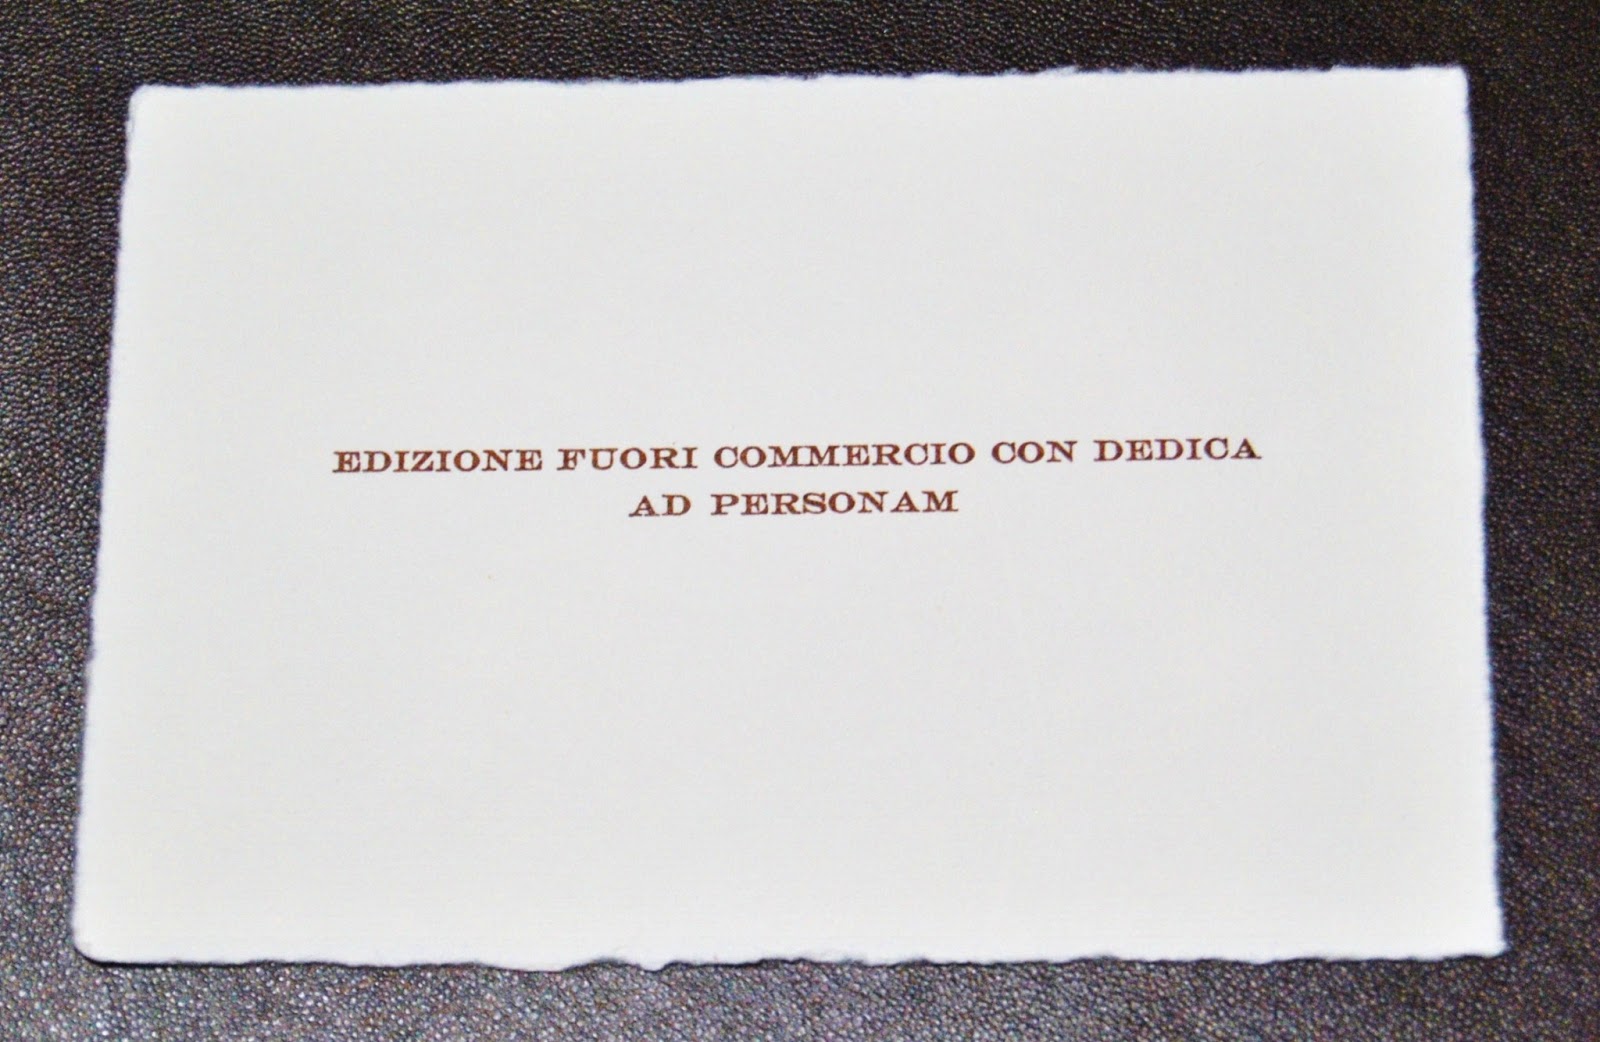 EDIZIONE FUORI COMMERCIO CON DEDICA
AD PERSONAM